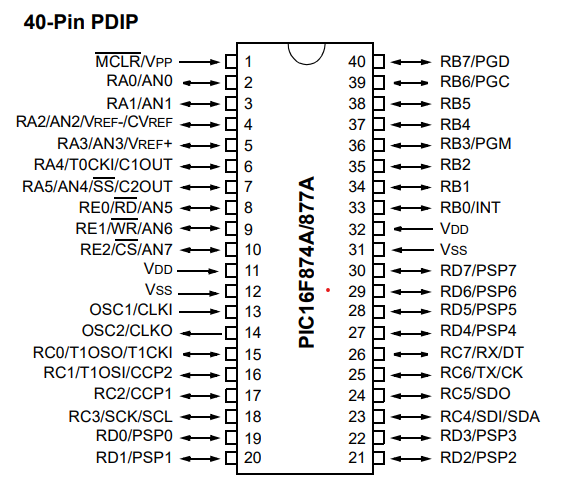 40-Pin PDIP
MCLR/VPP 1 40 RB7/PGD
RA0/AN0 2 39 RB6/PGC
RA1/AN1 3 38 RB5
RA2/AN2/VREF-/CVREF 4 37 RB4
RA3/AN3/VREF+ 5 36 RB3/PGM
RA4/T0CKI/C1OUT 6 35 RB2
RA5/AN4/SS/C2OUT 7 34 RB1
RE0/RD/AN5 8 33 RB0/INT
RE1/WR/AN6 9 32 VDD
RE2/CS/AN7 10 31 VSS
VDD 11 30 RD7/PSP7
VSS 12 29 RD6/PSP6
OSC1/CLKI 13 28 RD5/PSP5
OSC2/CLKO 14 27 RD4/PSP4
RC0/T1OSO/T1CKI 15 26 RC7/RX/DT
RC1/T1OSI/CCP2 16 25 RC6/TX/CK
RC2/CCP1 17 24 RC5/SDO
RC3/SCK/SCL 18 23 RC4/SDI/SDA
RD0/PSP0 19 22 RD3/PSP3
RD1/PSP1 20 21 RD2/PSP2
PIC16F874A/877A